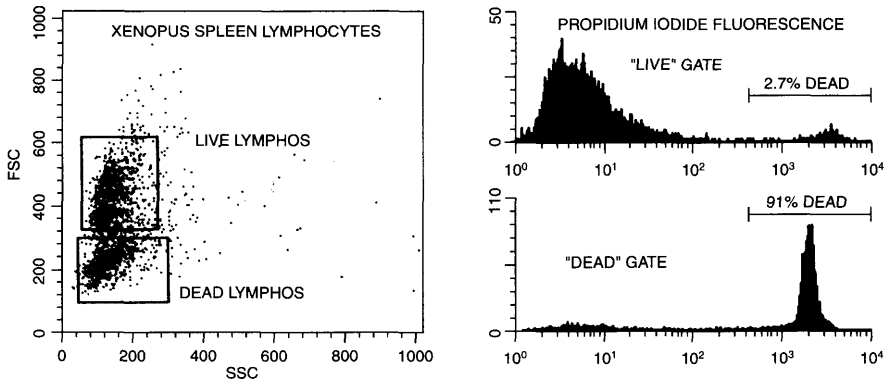 XENOPUS SPLEEN LYMPHOCYTES
FSC
1000
800
600
400
200
0
LIVE LYMPHOS
DEAD LYMPHOS
0 200 400 600 800 1000
SSC
PROPIDIUM IODIDE FLUORESCENCE
50
"LIVE" GATE
2.7% DEAD
0
10⁰ 10¹ 10² 10³ 10⁴
110
91% DEAD
"DEAD" GATE
0
10⁰ 10¹ 10² 10³ 10⁴